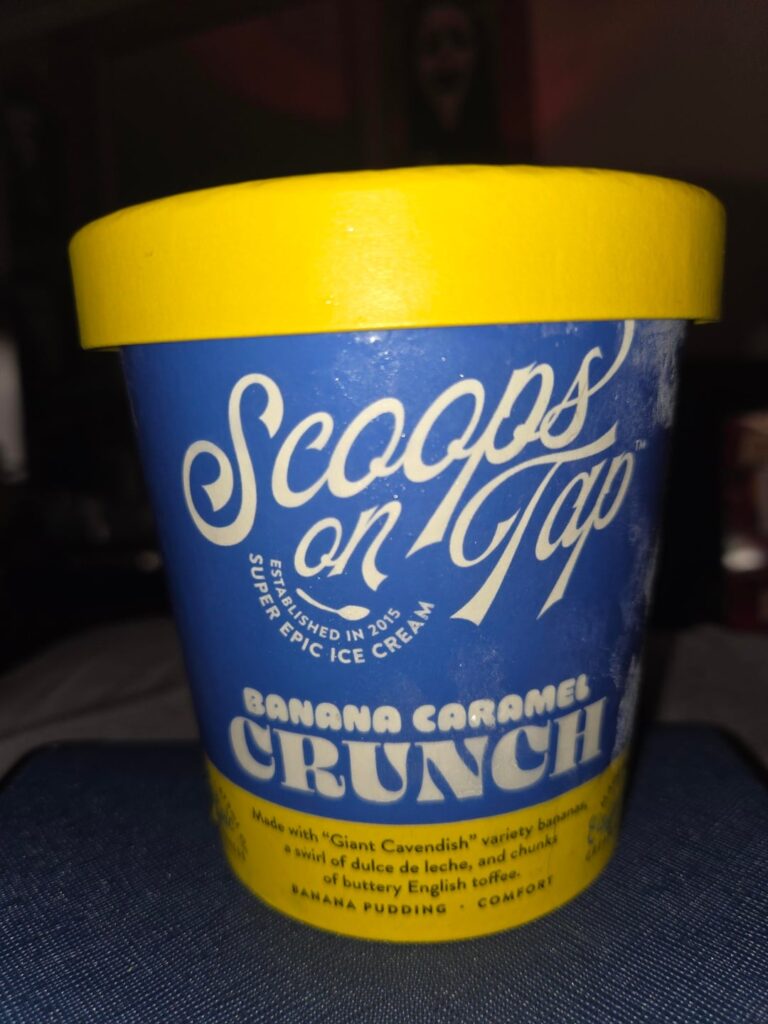 Scoops
on Tap™
ESTABLISHED IN 2015
SUPER EPIC ICE CREAM
BANANA CARAMEL
CRUNCH
Made with "Giant Cavendish" variety bananas,
a swirl of dulce de leche, and chunks
of buttery English toffee.
BANANA PUDDING · COMFORT